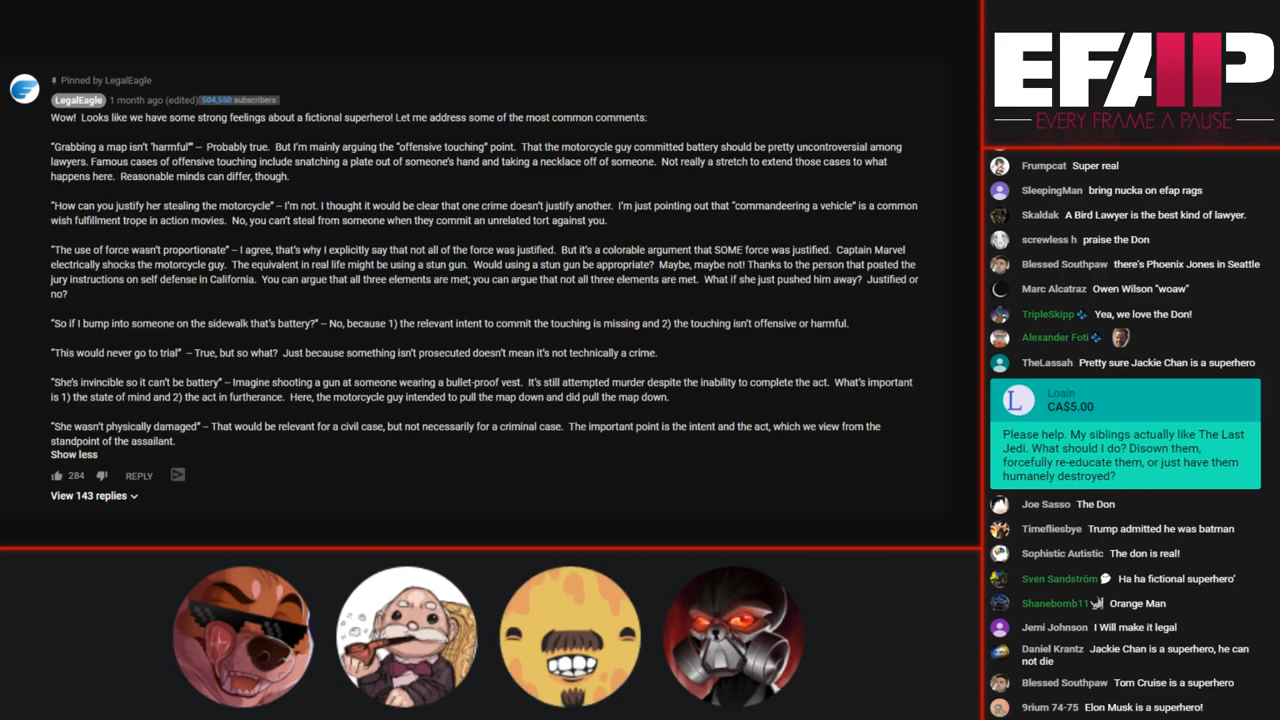 Pinned by LegalEagle
LegalEagle 1 month ago (edited) 504,550 subscribers
Wow! Looks like we have some strong feelings about a fictional superhero! Let me address some of the most common comments:
"Grabbing a map isn't 'harmful'" – Probably true. But I'm mainly arguing the "offensive touching" point. That the motorcycle guy committed battery should be pretty uncontroversial among
lawyers. Famous cases of offensive touching include snatching a plate out of someone's hand and taking a necklace off of someone. Not really a stretch to extend those cases to what
happens here. Reasonable minds can differ, though.
"How can you justify her stealing the motorcycle" – I'm not. I thought it would be clear that one crime doesn't justify another. I'm just pointing out that "commandeering a vehicle" is a common
wish fulfillment trope in action movies. No, you can't steal from someone when they commit an unrelated tort against you.
"The use of force wasn't proportionate" – I agree, that's why I explicitly say that not all of the force was justified. But it's a colorable argument that SOME force was justified. Captain Marvel
electrically shocks the motorcycle guy. The equivalent in real life might be using a stun gun. Would using a stun gun be appropriate? Maybe, maybe not! Thanks to the person that posted the
jury instructions on self defense in California. You can argue that all three elements are met; you can argue that not all three elements are met. What if she just pushed him away? Justified or
no?
"So if I bump into someone on the sidewalk that's battery?" – No, because 1) the relevant intent to commit the touching is missing and 2) the touching isn't offensive or harmful.
"This would never go to trial" – True, but so what? Just because something isn't prosecuted doesn't mean it's not technically a crime.
"She's invincible so it can't be battery" – Imagine shooting a gun at someone wearing a bullet-proof vest. It's still attempted murder despite the inability to complete the act. What's important
is 1) the state of mind and 2) the act in furtherance. Here, the motorcycle guy intended to pull the map down and did pull the map down.
"She wasn't physically damaged" – That would be relevant for a civil case, but not necessarily for a criminal case. The important point is the intent and the act, which we view from the
standpoint of the assailant.
Show less
284 REPLY
View 143 replies
EFAP
EVERY FRAME A PAUSE
Frumpcat Super real
SleepingMan bring nucka on efap rags
Skaldak A Bird Lawyer is the best kind of lawyer.
screwless h praise the Don
Blessed Southpaw there's Phoenix Jones in Seattle
Marc Alcatraz Owen Wilson "woaw"
TripleSkipp Yea, we love the Don!
Alexander Foti
TheLassah Pretty sure Jackie Chan is a superhero
L
Loain
CA$5.00
Please help. My siblings actually like The Last
Jedi. What should I do? Disown them,
forcefully re-educate them, or just have them
humanely destroyed?
Joe Sasso The Don
Timefliesbye Trump admitted he was batman
Sophistic Autistic The don is real!
Sven Sandström Ha ha fictional superhero'
Shanebomb11 Orange Man
Jemi Johnson I Will make it legal
Daniel Krantz Jackie Chan is a superhero, he can
not die
Blessed Southpaw Tom Cruise is a superhero
9rium 74-75 Elon Musk is a superhero!